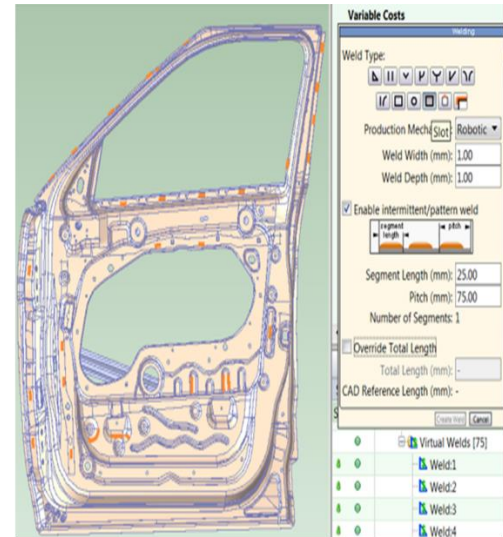 Variable Costs
Welding
Weld Type:
Production Mecha Slot : Robotic
Weld Width (mm): 1.00
Weld Depth (mm): 1.00
Enable intermittent/pattern weld
segment length
pitch
Segment Length (mm): 25.00
Pitch (mm): 75.00
Number of Segments: 1
Override Total Length
Total Length (mm): -
CAD Reference Length (mm): -
Create Weld Cancel
Virtual Welds [75]
Weld:1
Weld:2
Weld:3
Weld:4